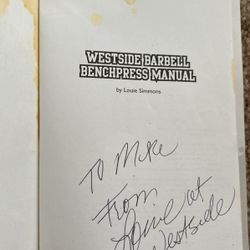 WESTSIDE BARBELL
BENCHPRESS MANUAL
by Louie Simmons
To Mike
From
Louie at
Westside